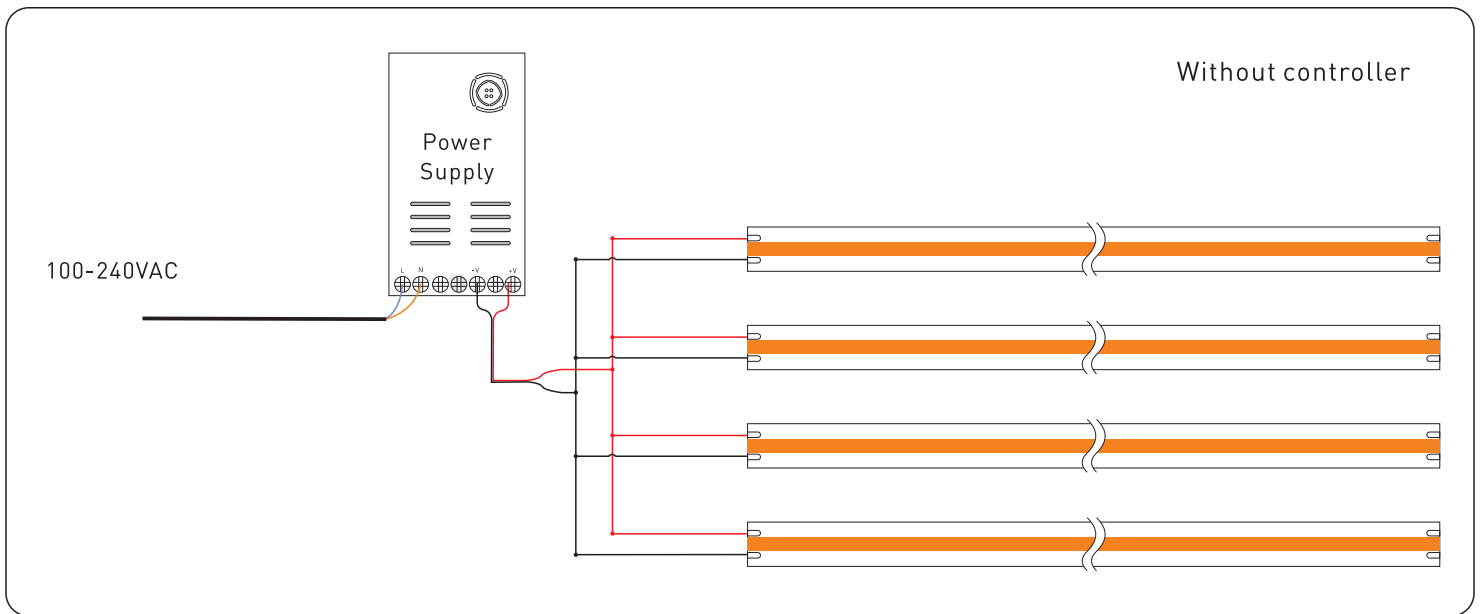 Without controller
Power
Supply
100-240VAC
L N -V +V